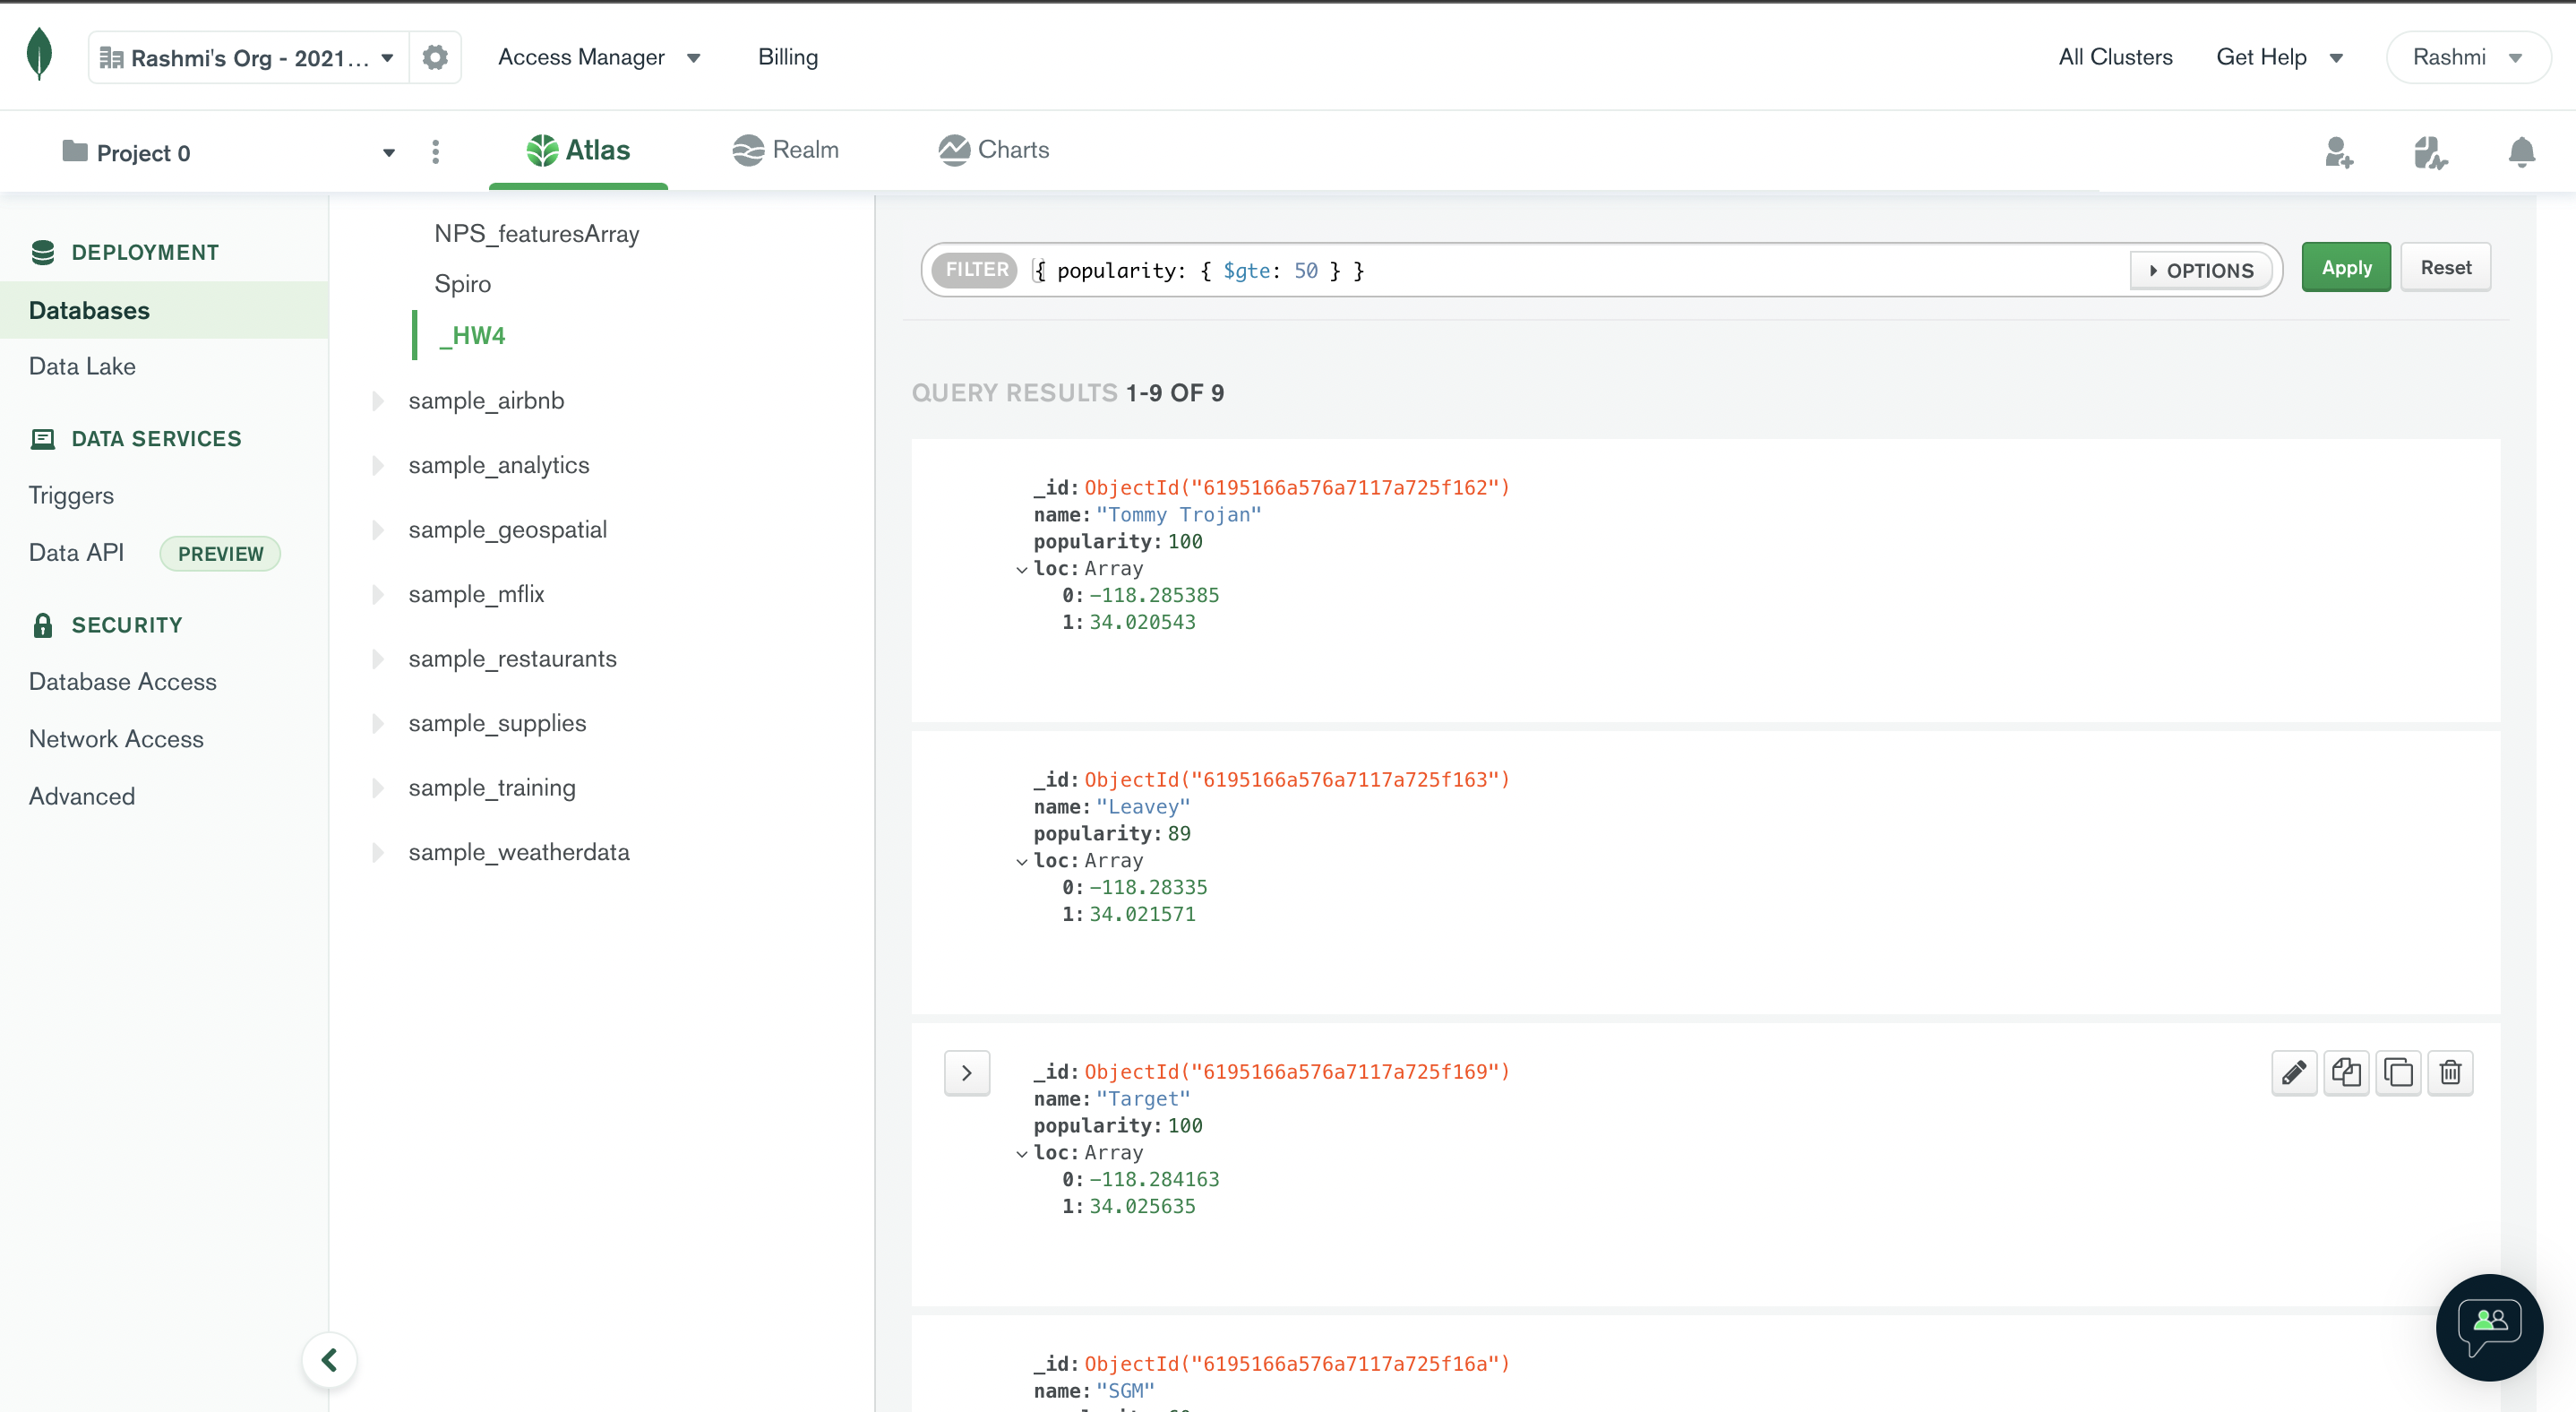 Rashmi's Org - 2021...
Access Manager
Billing
All Clusters
Get Help
Rashmi
Project 0
Atlas
Realm
Charts
DEPLOYMENT
Databases
Data Lake
DATA SERVICES
Triggers
Data API PREVIEW
SECURITY
Database Access
Network Access
Advanced
NPS_featuresArray
Spiro
_HW4
sample_airbnb
sample_analytics
sample_geospatial
sample_mflix
sample_restaurants
sample_supplies
sample_training
sample_weatherdata
FILTER { popularity: { $gte: 50 } }
OPTIONS
Apply
Reset
QUERY RESULTS 1-9 OF 9
_id: ObjectId("6195166a576a7117a725f162")
name: "Tommy Trojan"
popularity: 100
loc: Array
0: -118.285385
1: 34.020543
_id: ObjectId("6195166a576a7117a725f163")
name: "Leavey"
popularity: 89
loc: Array
0: -118.28335
1: 34.021571
_id: ObjectId("6195166a576a7117a725f169")
name: "Target"
popularity: 100
loc: Array
0: -118.284163
1: 34.025635
_id: ObjectId("6195166a576a7117a725f16a")
name: "SGM"